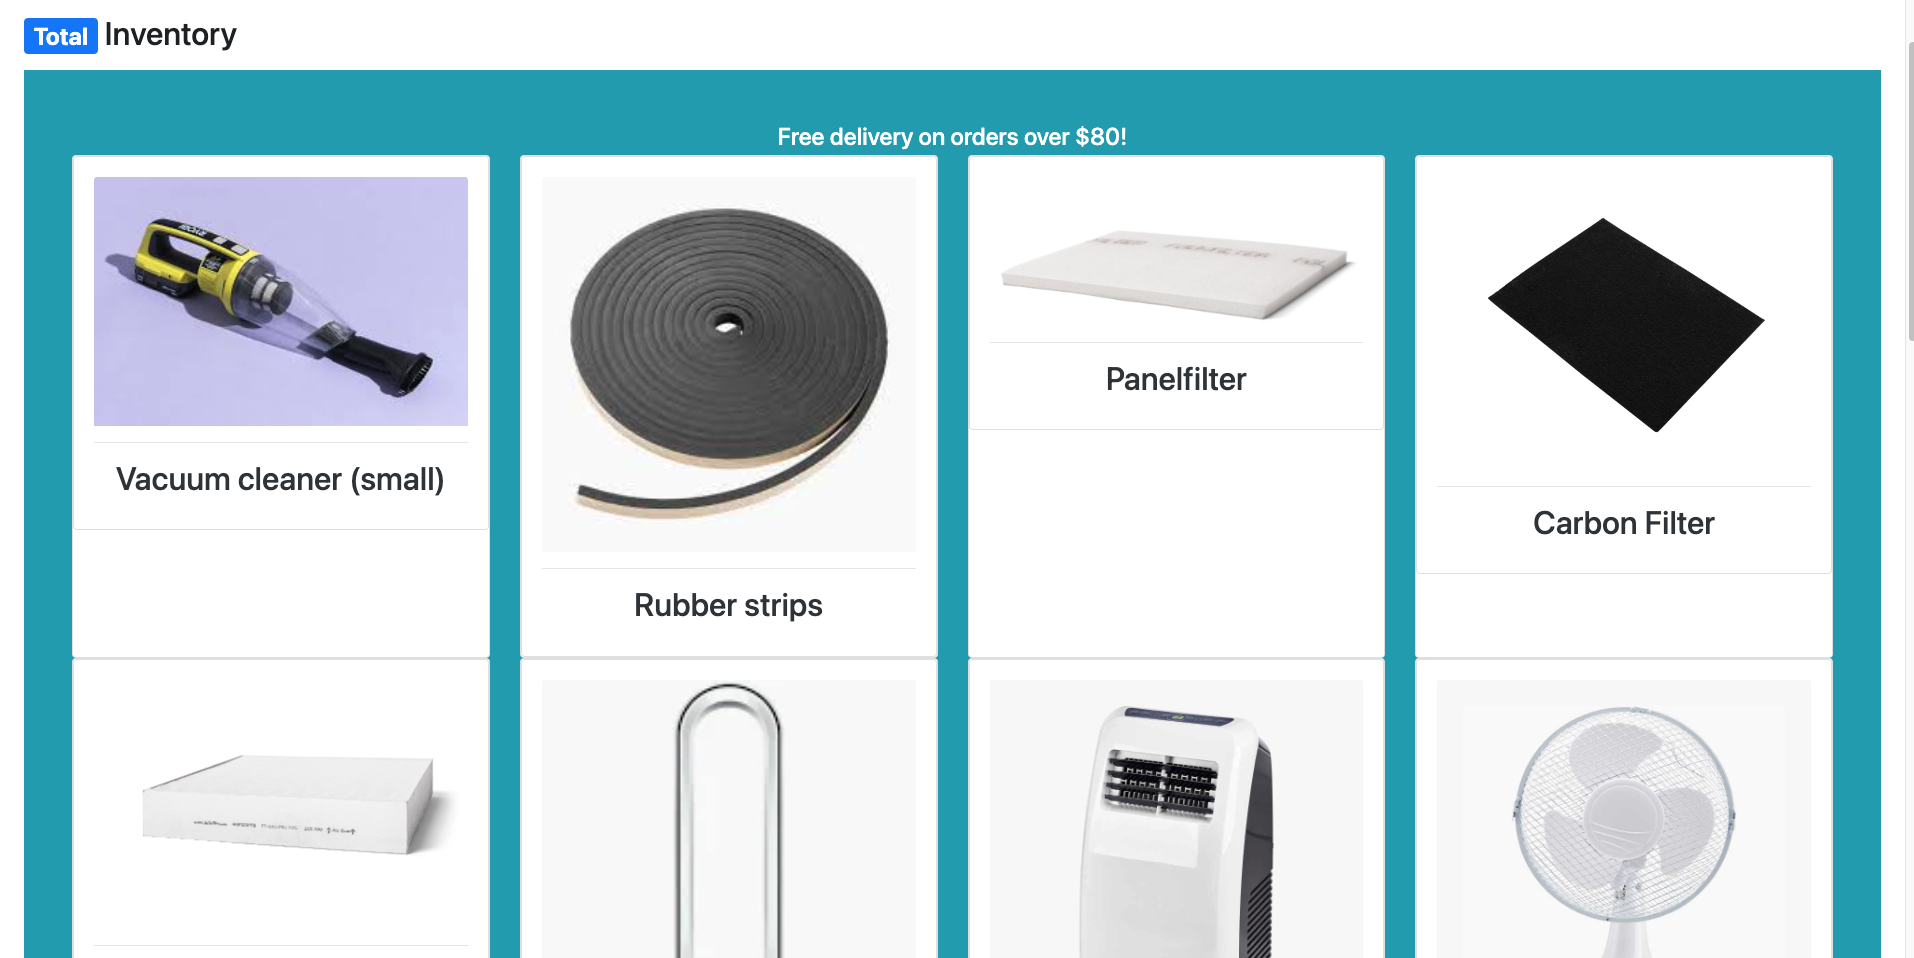 Total Inventory
Free delivery on orders over $80!
Vacuum cleaner (small)
Rubber strips
Panelfilter
Carbon Filter